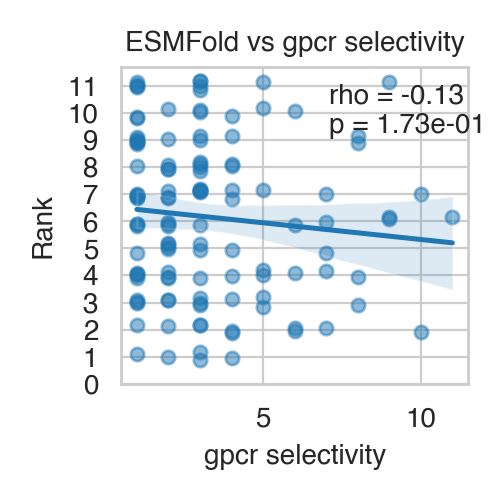 ESMFold vs gpcr selectivity
rho = -0.13
p = 1.73e-01
Rank
11
10
9
8
7
6
5
4
3
2
1
0
5
10
gpcr selectivity